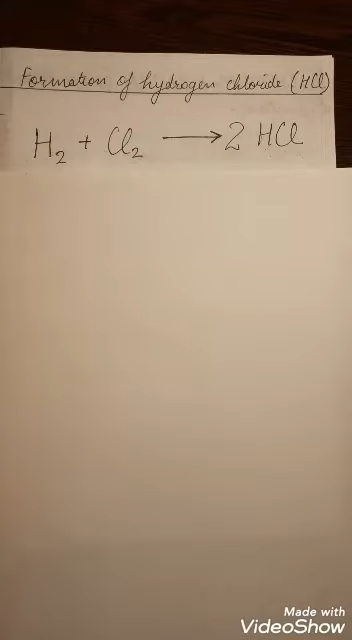 Formation of hydrogen chloride (HCl)
H₂ + Cl₂ ⟶ 2 HCl
Made with
VideoShow